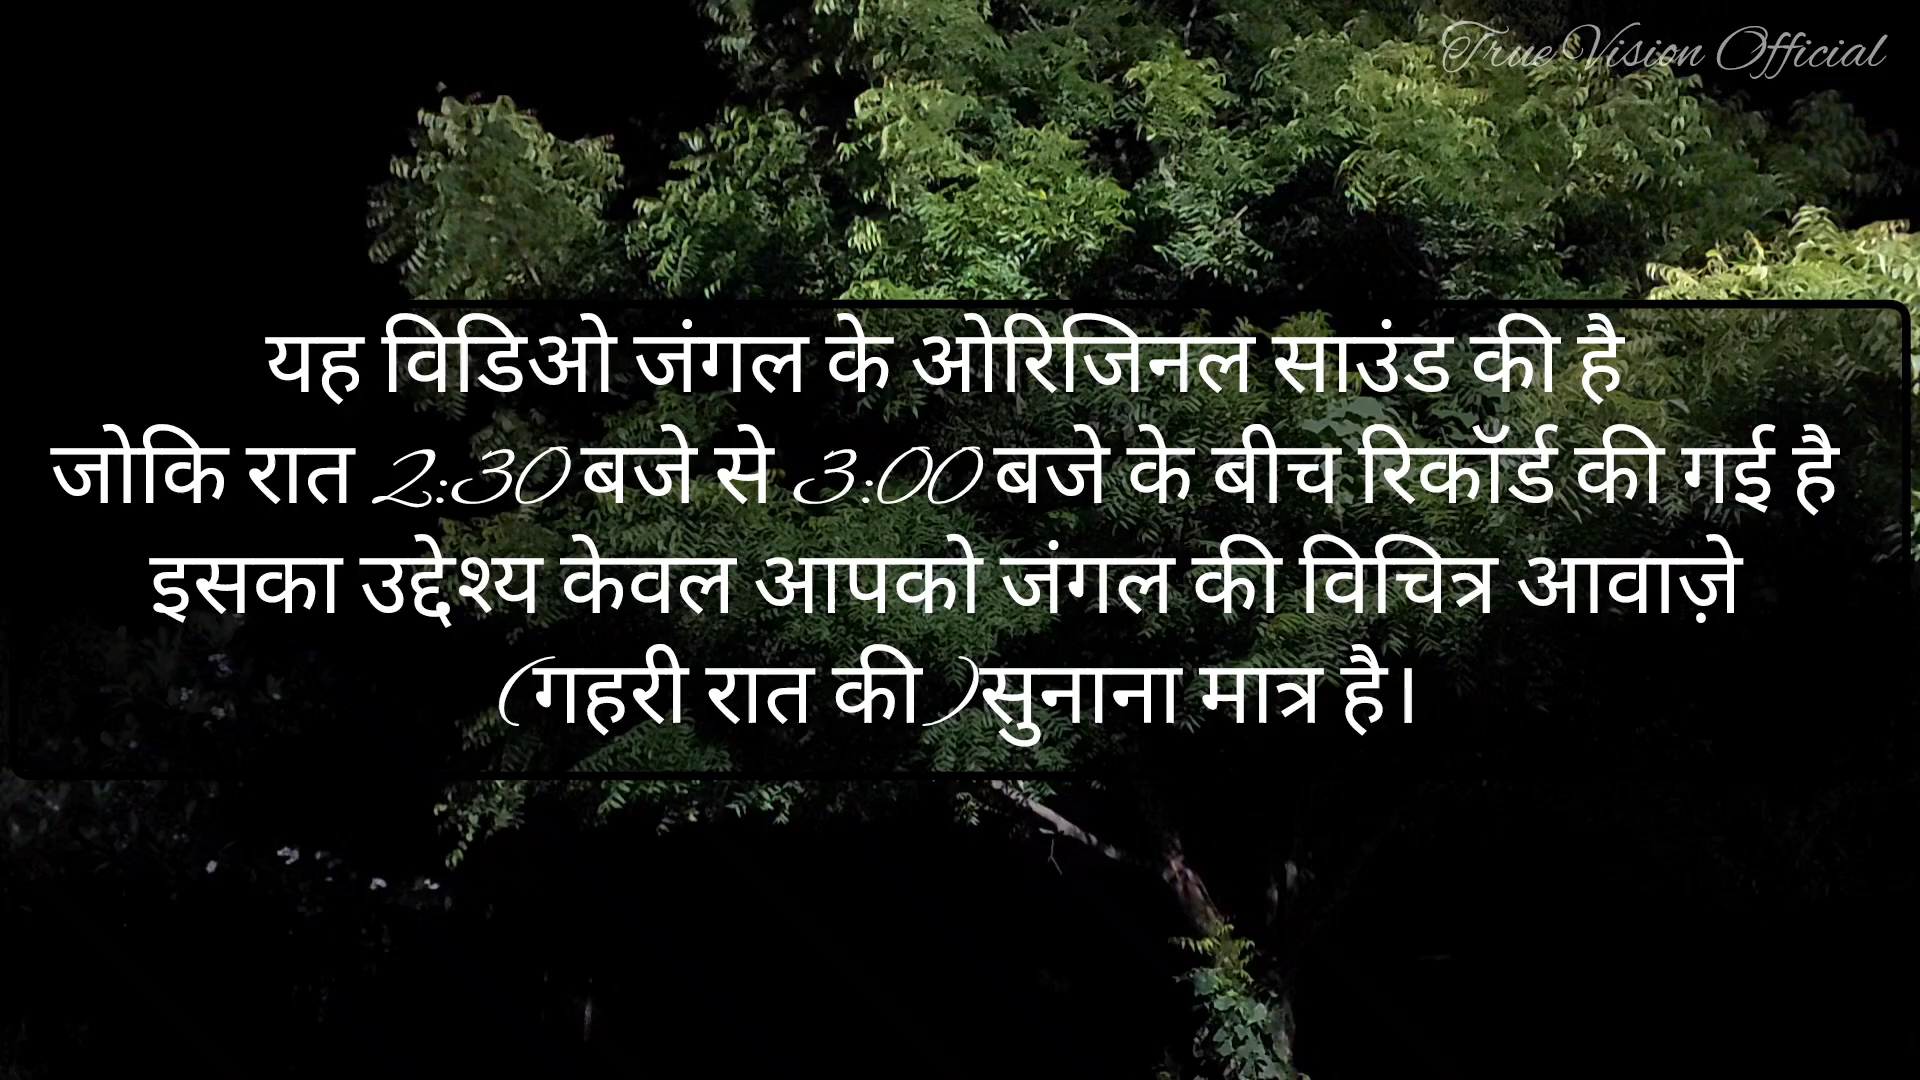 True Vision Official
यह विडिओ जंगल के ओरिजिनल साउंड की है
जोकि रात 2:30 बजे से 3:00 बजे के बीच रिकॉर्ड की गई है
इसका उद्देश्य केवल आपको जंगल की विचित्र आवाज़े
(गहरी रात की)सुनाना मात्र है।